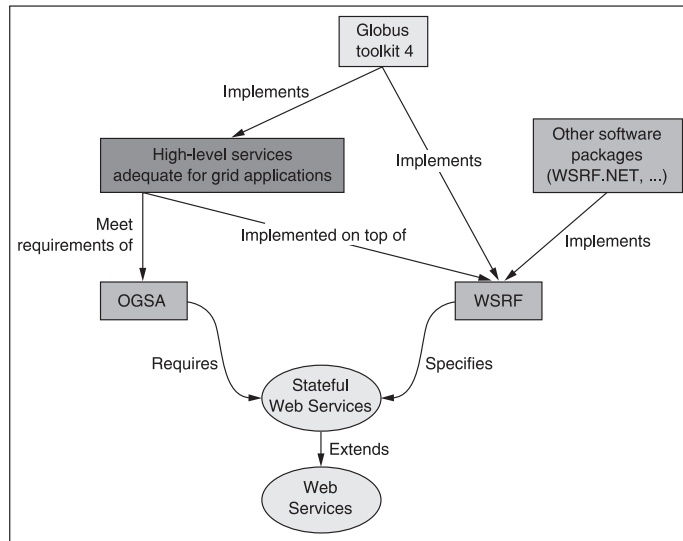 Globus
toolkit 4
Implements
High-level services
adequate for grid applications
Implements
Other software
packages
(WSRF.NET, ...)
Meet
requirements of
Implemented on top of
Implements
OGSA
WSRF
Requires
Specifies
Stateful
Web Services
Extends
Web
Services